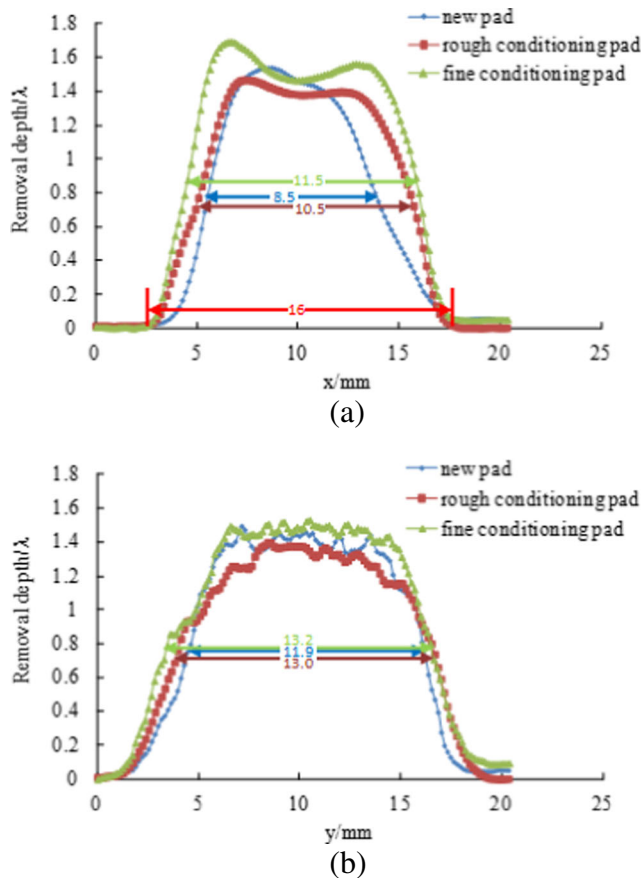 Removal depth/λ
1.8
1.6
1.4
1.2
1
0.8
0.6
0.4
0.2
0
new pad
rough conditioning pad
fine conditioning pad
11.5
8.5
10.5
16
0 5 10 15 20 25
x/mm
(a)
Removal depth/λ
1.8
1.6
1.4
1.2
1
0.8
0.6
0.4
0.2
0
new pad
rough conditioning pad
fine conditioning pad
13.2
11.9
13.0
0 5 10 15 20 25
y/mm
(b)